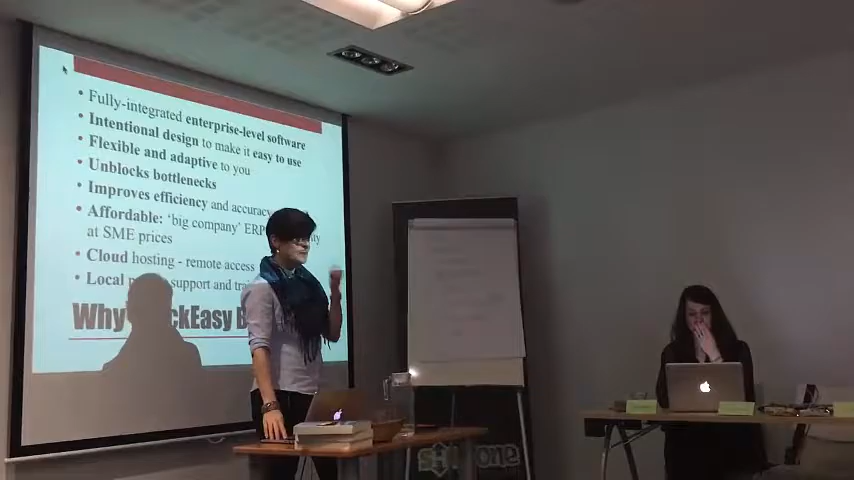 • Fully-integrated enterprise-level software
• Intentional design to make it easy to use
• Flexible and adaptive to you
• Unblocks bottlenecks
• Improves efficiency and accuracy
• Affordable: 'big company' ERP
at SME prices
• Cloud hosting - remote access
• Local support and
Why